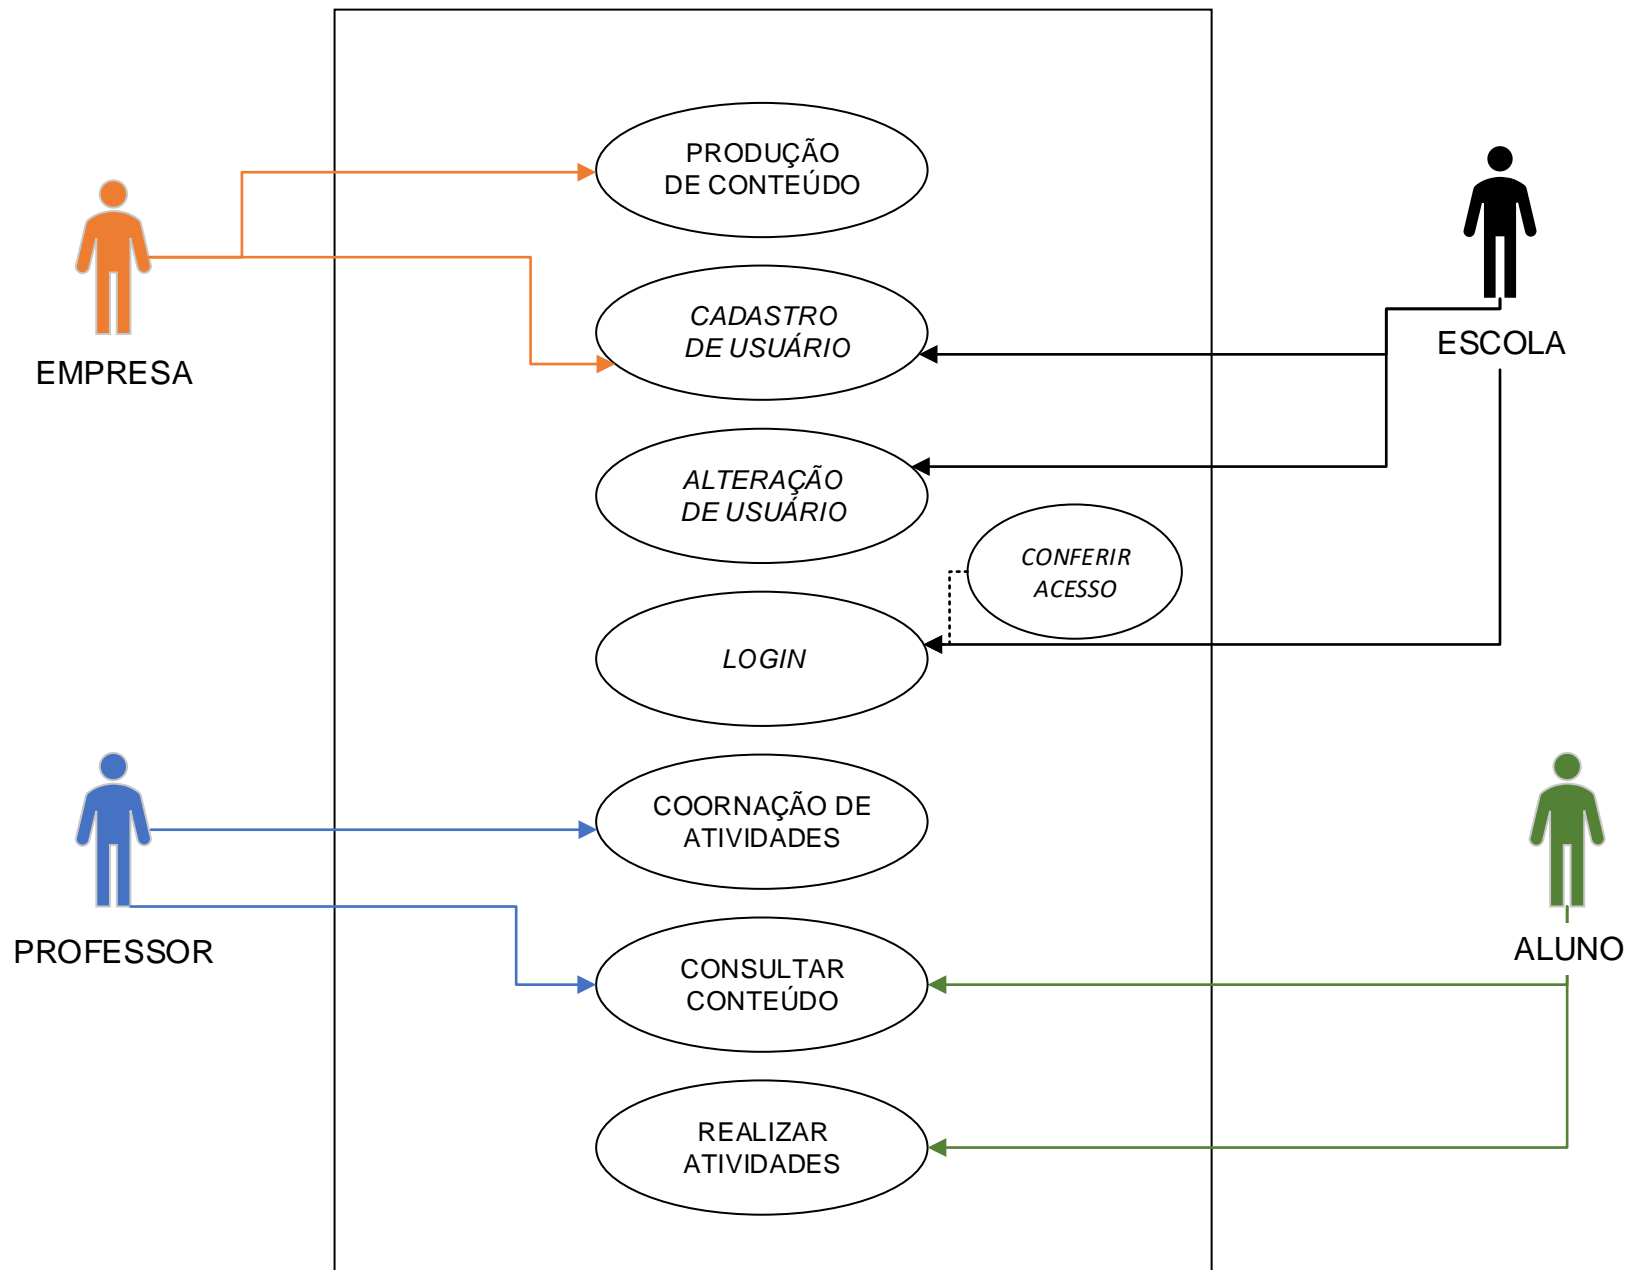 PRODUÇÃO
DE CONTEÚDO
CADASTRO
DE USUÁRIO
EMPRESA
ESCOLA
ALTERAÇÃO
DE USUÁRIO
CONFERIR
ACESSO
LOGIN
COORNAÇÃO DE
ATIVIDADES
PROFESSOR
ALUNO
CONSULTAR
CONTEÚDO
REALIZAR
ATIVIDADES